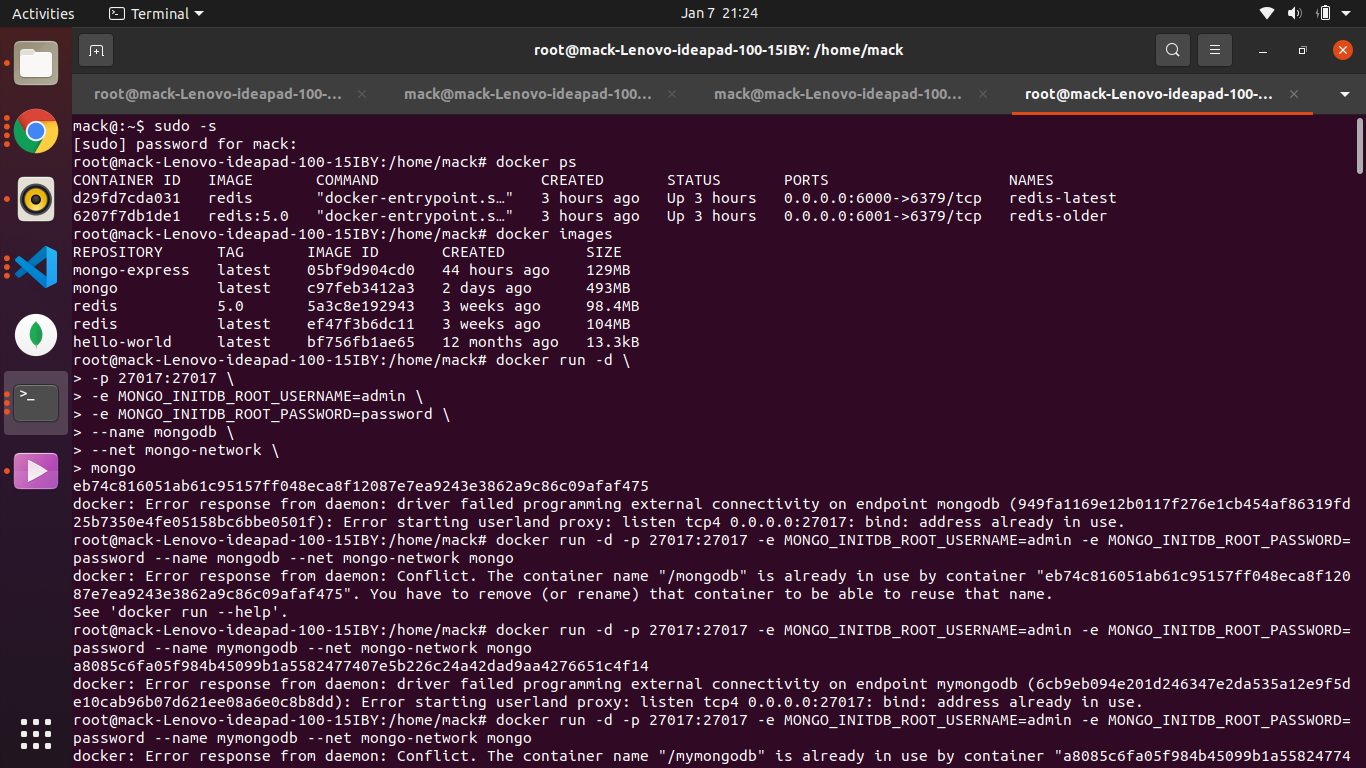 Activities
Terminal
Jan 7 21:24
root@mack-Lenovo-ideapad-100-15IBY: /home/mack
root@mack-Lenovo-ideapad-100-...
mack@mack-Lenovo-ideapad-100...
mack@mack-Lenovo-ideapad-100...
root@mack-Lenovo-ideapad-100-...
mack@:~$ sudo -s
[sudo] password for mack:
root@mack-Lenovo-ideapad-100-15IBY:/home/mack# docker ps
CONTAINER ID   IMAGE       COMMAND                  CREATED       STATUS       PORTS                    NAMES
d29fd7cda031   redis       "docker-entrypoint.s…"   3 hours ago   Up 3 hours   0.0.0.0:6000->6379/tcp   redis-latest
6207f7db1de1   redis:5.0   "docker-entrypoint.s…"   3 hours ago   Up 3 hours   0.0.0.0:6001->6379/tcp   redis-older
root@mack-Lenovo-ideapad-100-15IBY:/home/mack# docker images
REPOSITORY      TAG       IMAGE ID       CREATED         SIZE
mongo-express   latest    05bf9d904cd0   44 hours ago    129MB
mongo           latest    c97feb3412a3   2 days ago      493MB
redis           5.0       5a3c8e192943   3 weeks ago     98.4MB
redis           latest    ef47f3b6dc11   3 weeks ago     104MB
hello-world     latest    bf756fb1ae65   12 months ago   13.3kB
root@mack-Lenovo-ideapad-100-15IBY:/home/mack# docker run -d \
> -p 27017:27017 \
> -e MONGO_INITDB_ROOT_USERNAME=admin \
> -e MONGO_INITDB_ROOT_PASSWORD=password \
> --name mongodb \
> --net mongo-network \
> mongo
eb74c816051ab61c95157ff048eca8f12087e7ea9243e3862a9c86c09afaf475
docker: Error response from daemon: driver failed programming external connectivity on endpoint mongodb (949fa1169e12b0117f276e1cb454af86319fd
25b7350e4fe05158bc6bbe0501f): Error starting userland proxy: listen tcp4 0.0.0.0:27017: bind: address already in use.
root@mack-Lenovo-ideapad-100-15IBY:/home/mack# docker run -d -p 27017:27017 -e MONGO_INITDB_ROOT_USERNAME=admin -e MONGO_INITDB_ROOT_PASSWORD=
password --name mongodb --net mongo-network mongo
docker: Error response from daemon: Conflict. The container name "/mongodb" is already in use by container "eb74c816051ab61c95157ff048eca8f120
87e7ea9243e3862a9c86c09afaf475". You have to remove (or rename) that container to be able to reuse that name.
See 'docker run --help'.
root@mack-Lenovo-ideapad-100-15IBY:/home/mack# docker run -d -p 27017:27017 -e MONGO_INITDB_ROOT_USERNAME=admin -e MONGO_INITDB_ROOT_PASSWORD=
password --name mymongodb --net mongo-network mongo
a8085c6fa05f984b45099b1a5582477407e5b226c24a42dad9aa4276651c4f14
docker: Error response from daemon: driver failed programming external connectivity on endpoint mymongodb (6cb9eb094e201d246347e2da535a12e9f5d
e10cab96b07d621ee08a6e0c8b8dd): Error starting userland proxy: listen tcp4 0.0.0.0:27017: bind: address already in use.
root@mack-Lenovo-ideapad-100-15IBY:/home/mack# docker run -d -p 27017:27017 -e MONGO_INITDB_ROOT_USERNAME=admin -e MONGO_INITDB_ROOT_PASSWORD=
password --name mymongodb --net mongo-network mongo
docker: Error response from daemon: Conflict. The container name "/mymongodb" is already in use by container "a8085c6fa05f984b45099b1a55824774